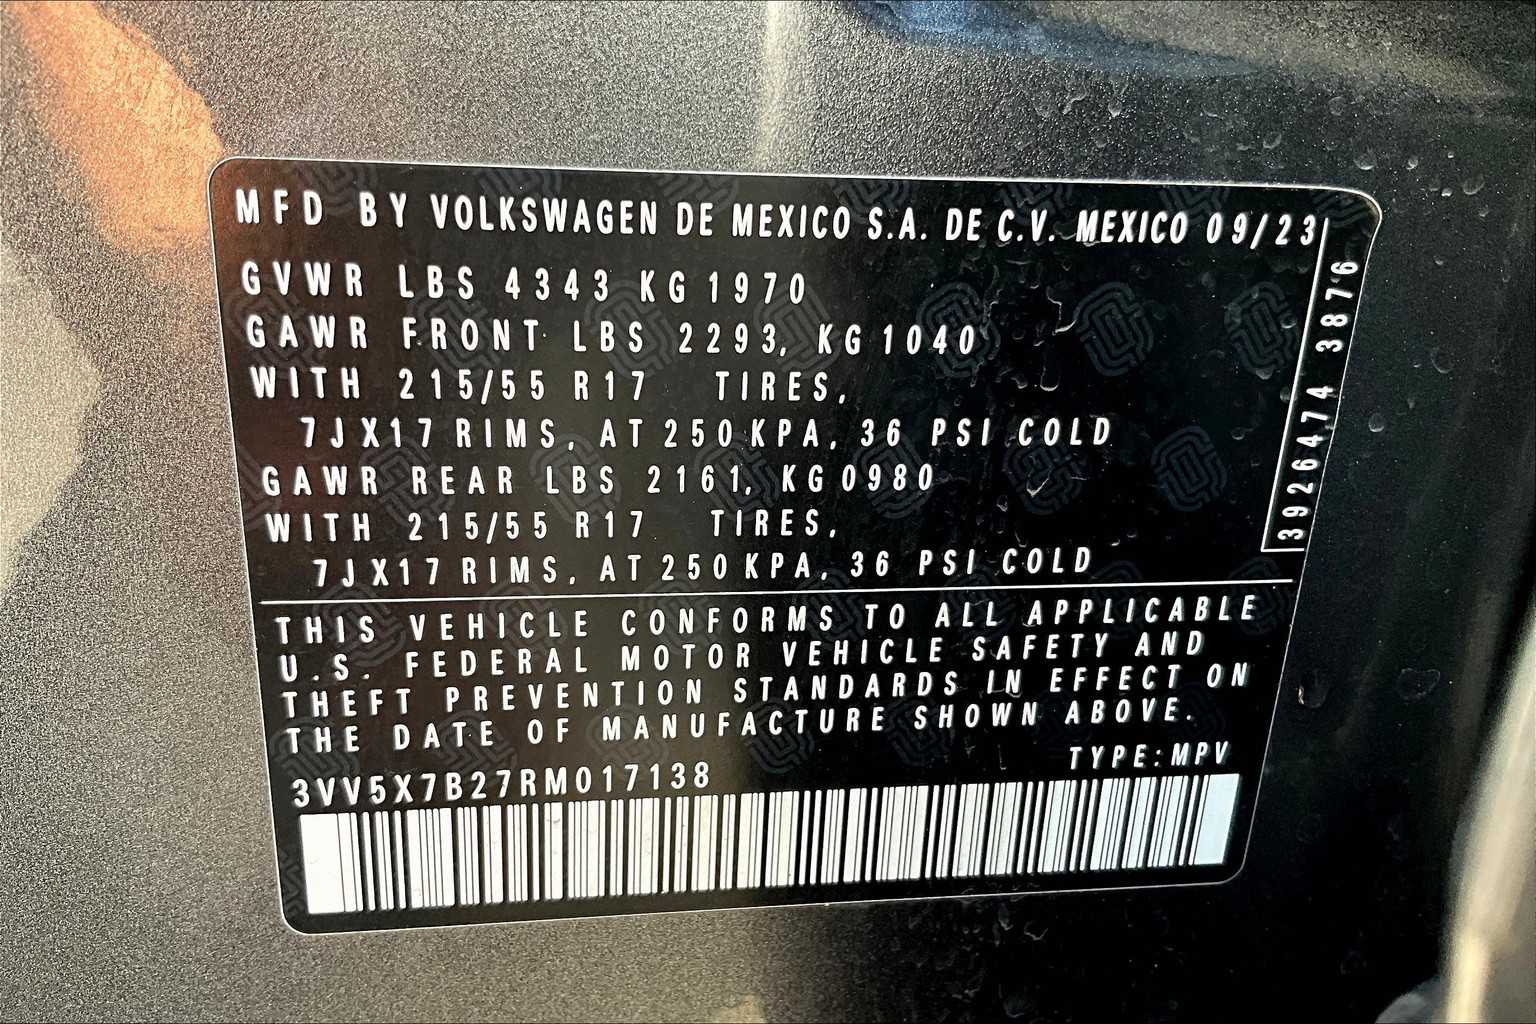 MFD BY VOLKSWAGEN DE MEXICO S.A. DE C.V. MEXICO 09/23
GVWR LBS 4343 KG 1970
GAWR FRONT LBS 2293, KG 1040
WITH 215/55 R17 TIRES,
7JX17 RIMS, AT 250 KPA, 36 PSI COLD
GAWR REAR LBS 2161, KG 0980
WITH 215/55 R17 TIRES,
7JX17 RIMS, AT 250 KPA, 36 PSI COLD
3926474 3876
THIS VEHICLE CONFORMS TO ALL APPLICABLE
U.S. FEDERAL MOTOR VEHICLE SAFETY AND
THEFT PREVENTION STANDARDS IN EFFECT ON
THE DATE OF MANUFACTURE SHOWN ABOVE.
TYPE:MPV
3VV5X7B27RM017138